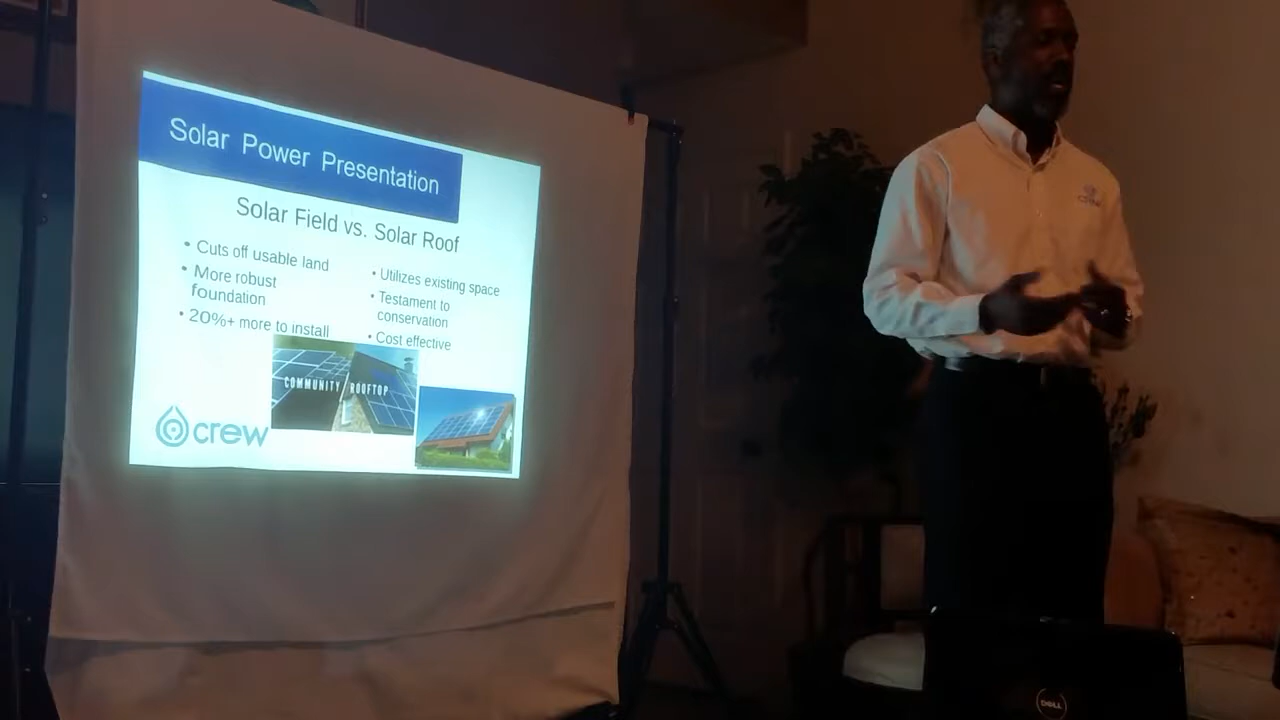 Solar Power Presentation
Solar Field vs. Solar Roof
• Cuts off usable land
• More robust
foundation
• 20%+ more to install
• Utilizes existing space
• Testament to
conservation
• Cost effective
COMMUNITY ROOFTOP
crew
crew
DELL